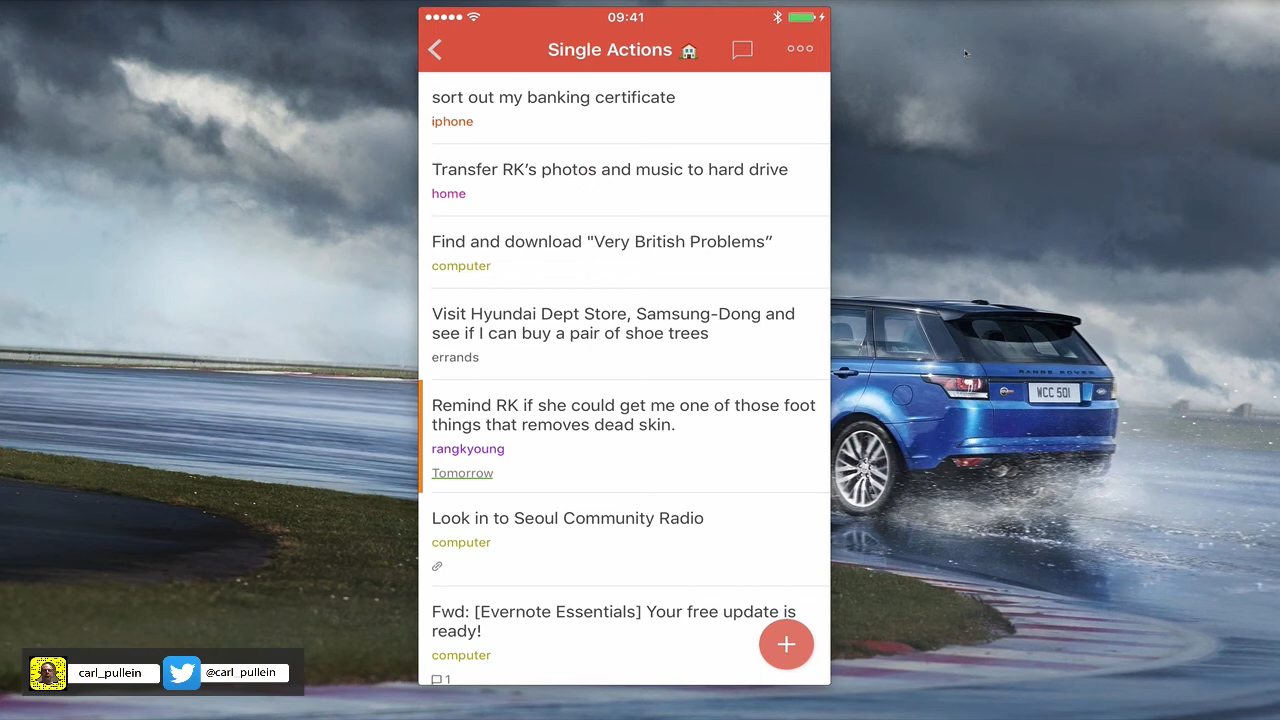 09:41
Single Actions
sort out my banking certificate
iphone
Transfer RK’s photos and music to hard drive
home
Find and download "Very British Problems”
computer
Visit Hyundai Dept Store, Samsung-Dong and
see if I can buy a pair of shoe trees
errands
Remind RK if she could get me one of those foot
things that removes dead skin.
rangkyoung
Tomorrow
Look in to Seoul Community Radio
computer
Fwd: [Evernote Essentials] Your free update is
ready!
computer
1
RANGE ROVER
WCC 501
carl_pullein
@carl_pullein